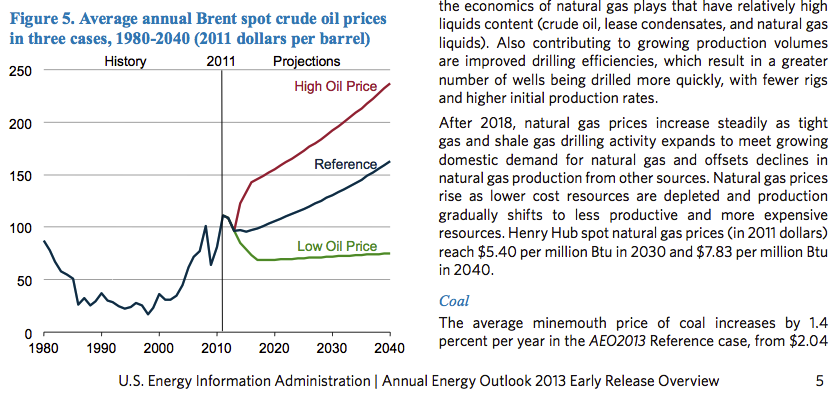 Figure 5. Average annual Brent spot crude oil prices
in three cases, 1980-2040 (2011 dollars per barrel)
History 2011 Projections
250
200
150
100
50
0
High Oil Price
Reference
Low Oil Price
1980 1990 2000 2010 2020 2030 2040
the economics of natural gas plays that have relatively high
liquids content (crude oil, lease condensates, and natural gas
liquids). Also contributing to growing production volumes
are improved drilling efficiencies, which result in a greater
number of wells being drilled more quickly, with fewer rigs
and higher initial production rates.
After 2018, natural gas prices increase steadily as tight
gas and shale gas drilling activity expands to meet growing
domestic demand for natural gas and offsets declines in
natural gas production from other sources. Natural gas prices
rise as lower cost resources are depleted and production
gradually shifts to less productive and more expensive
resources. Henry Hub spot natural gas prices (in 2011 dollars)
reach $5.40 per million Btu in 2030 and $7.83 per million Btu
in 2040.
Coal
The average minemouth price of coal increases by 1.4
percent per year in the AEO2013 Reference case, from $2.04
U.S. Energy Information Administration | Annual Energy Outlook 2013 Early Release Overview 5